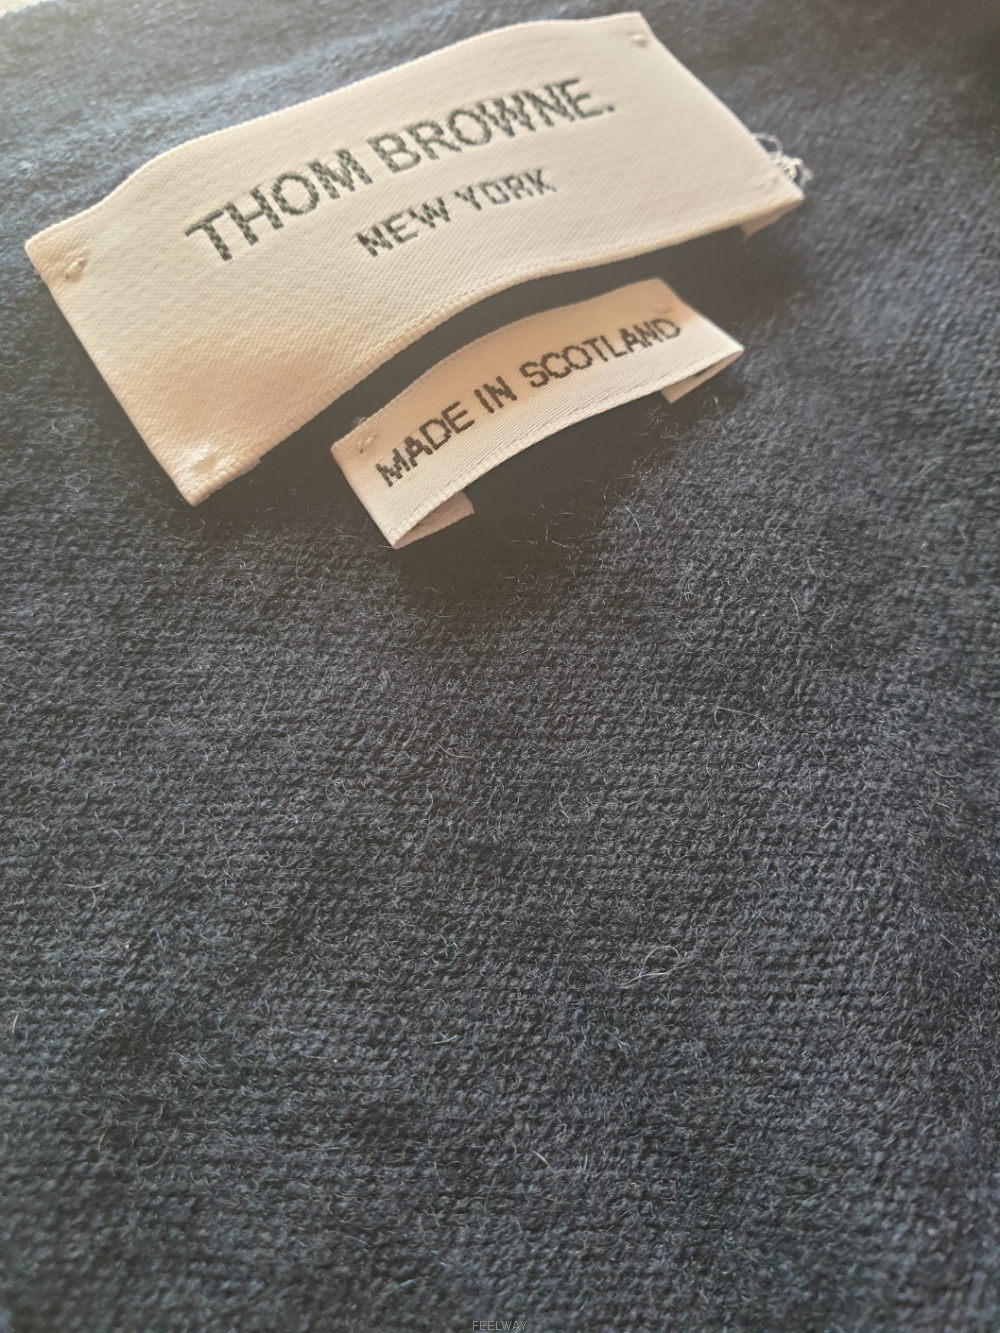 THOM BROWNE.
NEW YORK
MADE IN SCOTLAND
FEELWAY